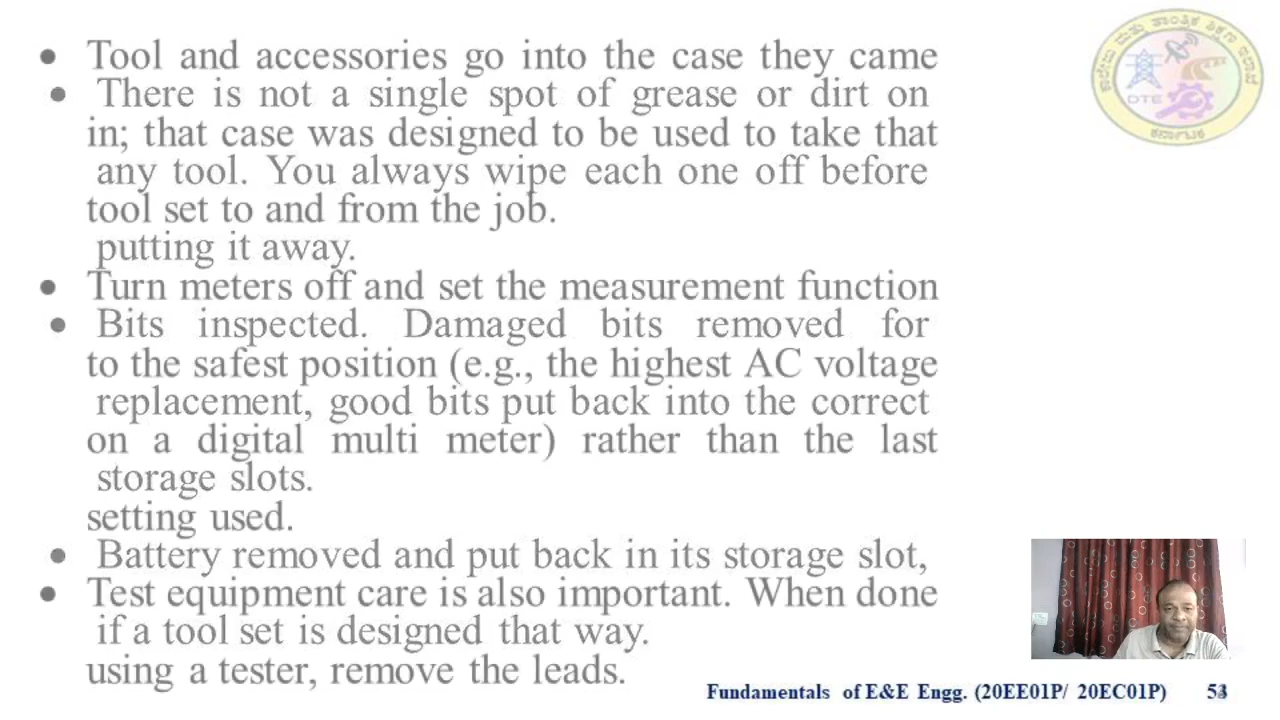 Tool and accessories go into the case they came
There is not a single spot of grease or dirt on
in; that case was designed to be used to take that
any tool. You always wipe each one off before
tool set to and from the job.
putting it away.
Turn meters off and set the measurement function
Bits inspected. Damaged bits removed for
to the safest position (e.g., the highest AC voltage
replacement, good bits put back into the correct
on a digital multi meter) rather than the last
storage slots.
setting used.
Battery removed and put back in its storage slot,
Test equipment care is also important. When done
if a tool set is designed that way.
using a tester, remove the leads.
DTE
ಕರ್ನಾಟಕ
Fundamentals of E&E Engg. (20EE01P/ 20EC01P)